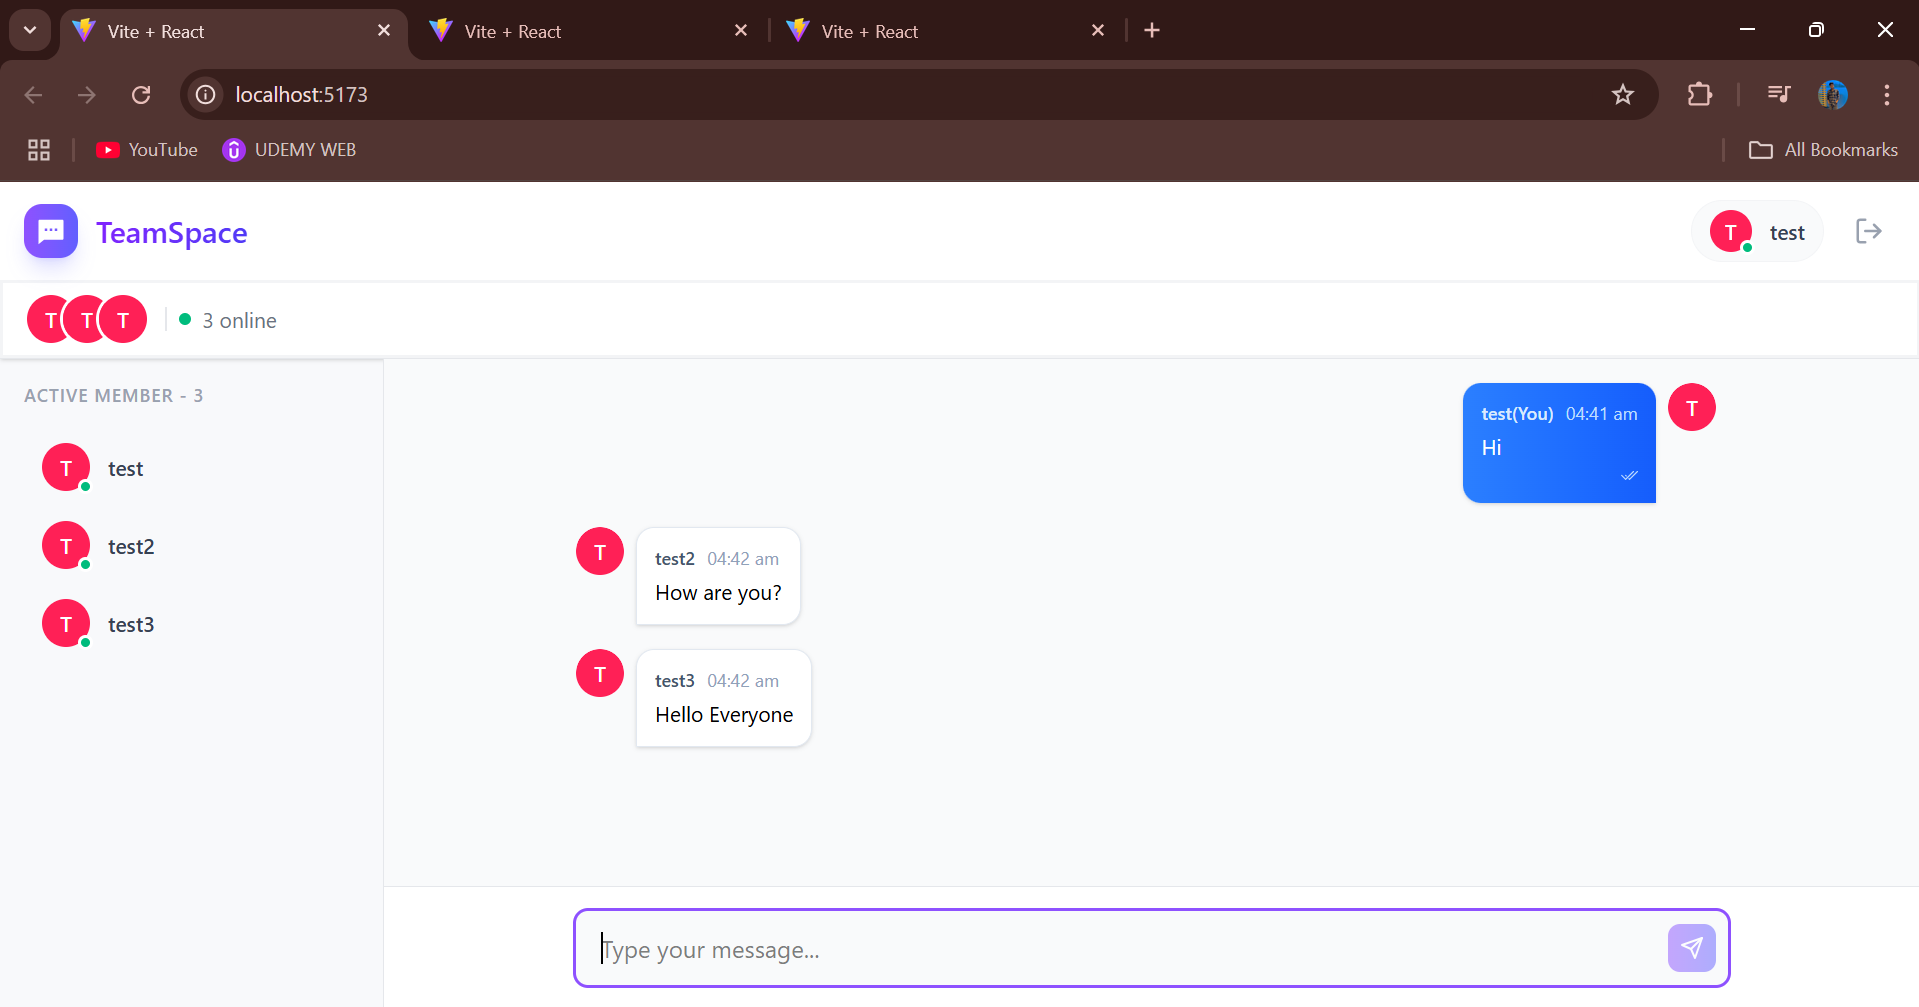 Vite + React
Vite + React
Vite + React
localhost:5173
YouTube
UDEMY WEB
All Bookmarks
TeamSpace
T
test
T T T
3 online
ACTIVE MEMBER - 3
T
test
T
test2
T
test3
test(You) 04:41 am
T
Hi
T
test2 04:42 am
How are you?
T
test3 04:42 am
Hello Everyone
Type your message...